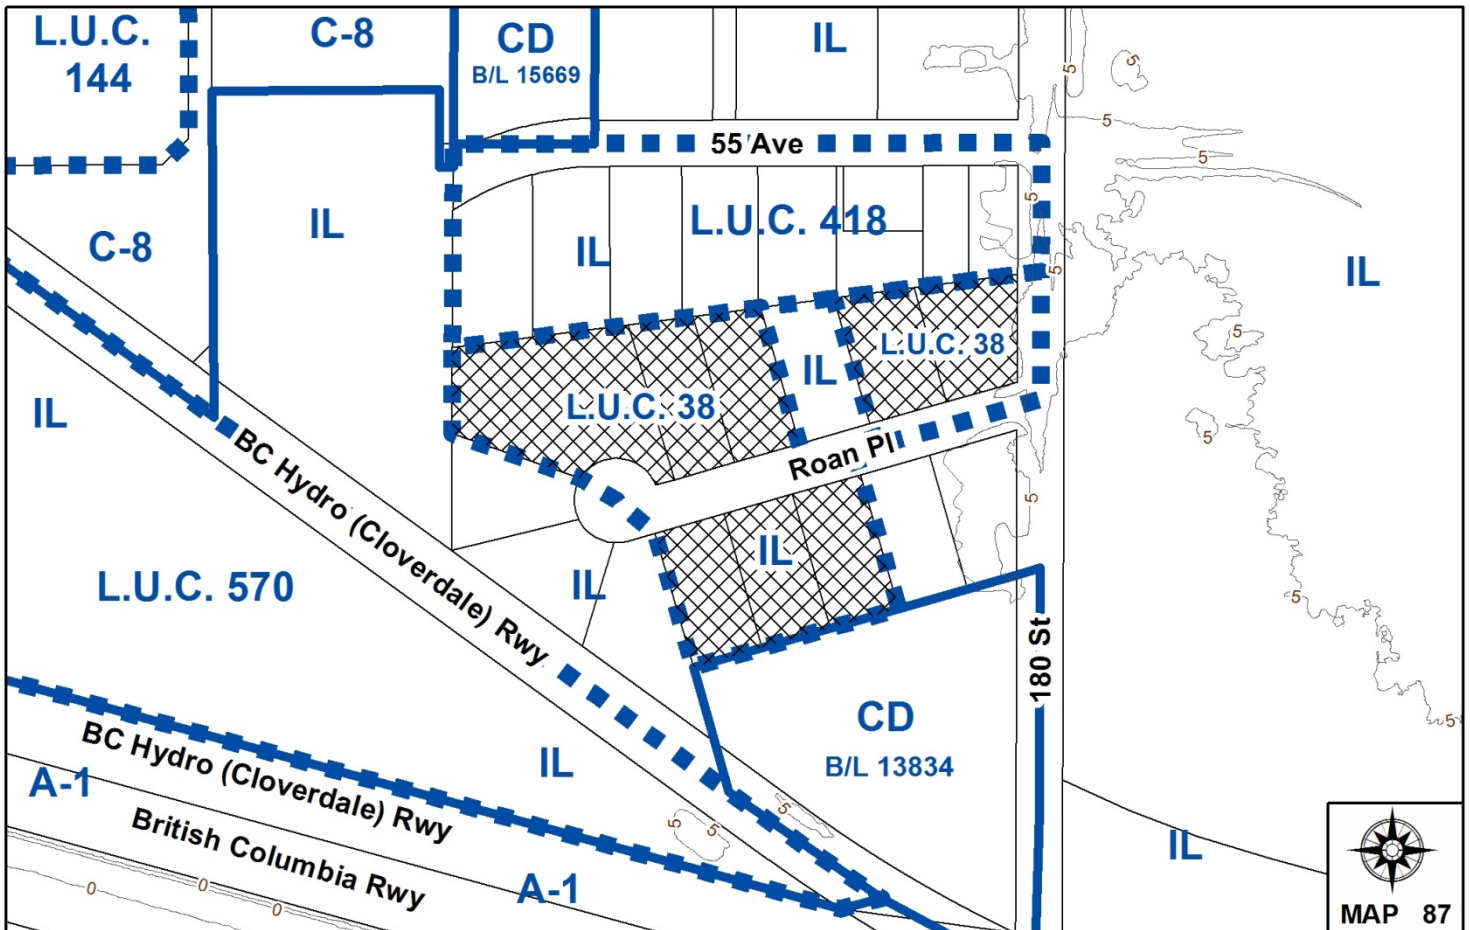 L.U.C.
144
C-8
CD
B/L 15669
IL
5
5
5
5
55 Ave
C-8
IL
IL
L.U.C. 418
5
5
IL
IL
L.U.C. 38
IL
L.U.C. 38
5
5
BC Hydro (Cloverdale) Rwy
Roan Pl
5
L.U.C. 570
IL
IL
5
180 St
CD
B/L 13834
5
BC Hydro (Cloverdale) Rwy
IL
A-1
British Columbia Rwy
5
5
5
A-1
IL
0
0
0
MAP 87